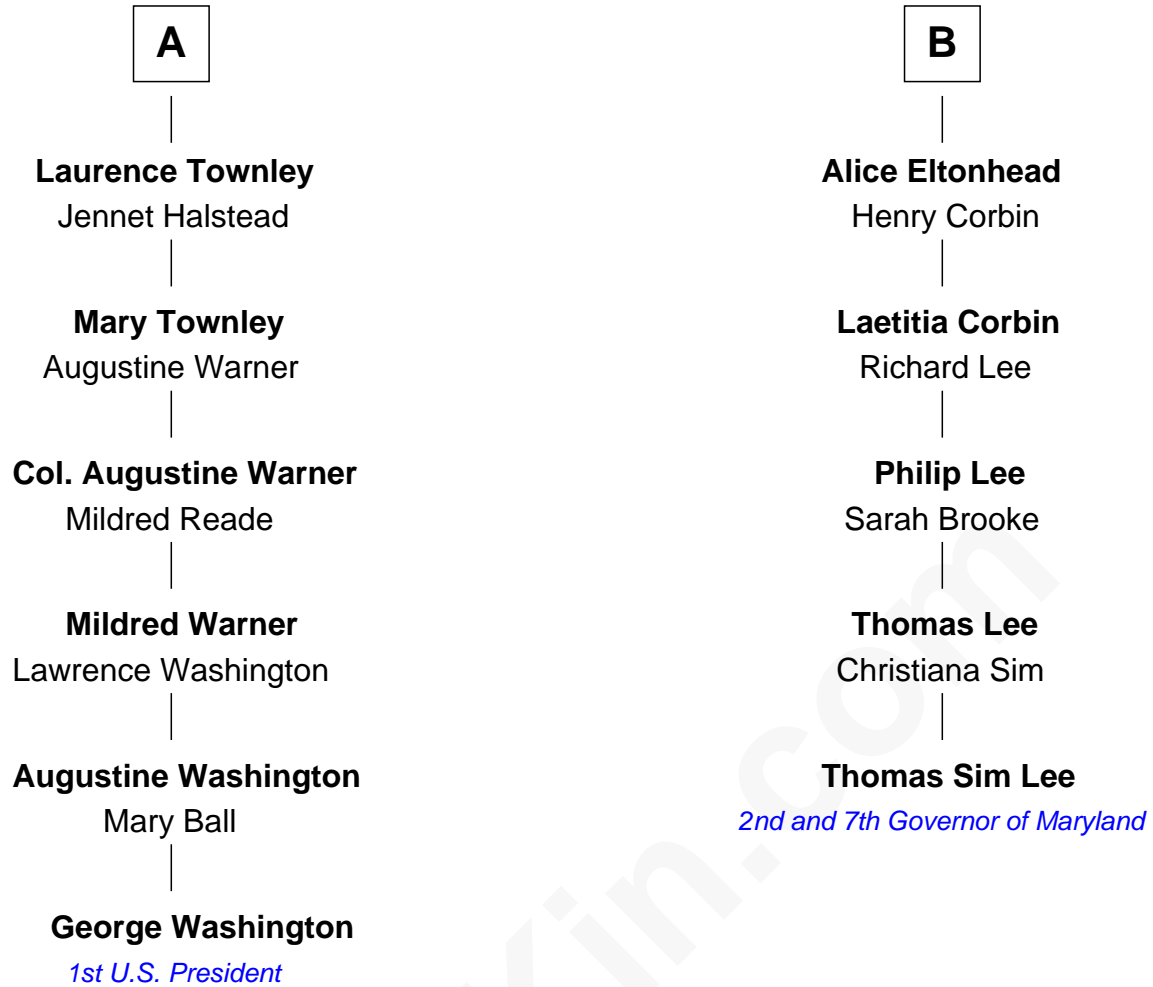 A
Laurence Townley
Jennet Halstead
Mary Townley
Augustine Warner
Col. Augustine Warner
Mildred Reade
Mildred Warner
Lawrence Washington
Augustine Washington
Mary Ball
George Washington
1st U.S. President
B
Alice Eltonhead
Henry Corbin
Laetitia Corbin
Richard Lee
Philip Lee
Sarah Brooke
Thomas Lee
Christiana Sim
Thomas Sim Lee
2nd and 7th Governor of Maryland
Kin.com